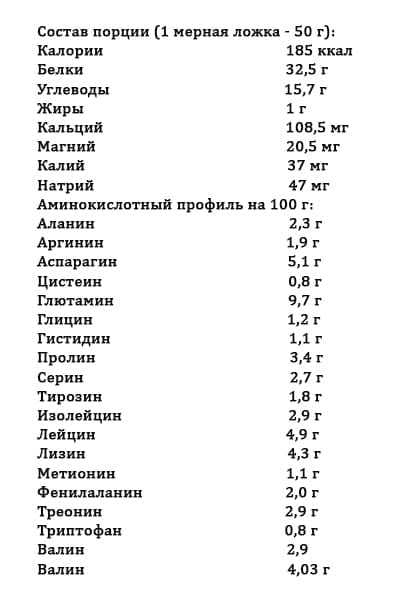 Состав порции (1 мерная ложка - 50 г):
Калории 185 ккал
Белки 32,5 г
Углеводы 15,7 г
Жиры 1 г
Кальций 108,5 мг
Магний 20,5 мг
Калий 37 мг
Натрий 47 мг
Аминокислотный профиль на 100 г:
Аланин 2,3 г
Аргинин 1,9 г
Аспарагин 5,1 г
Цистеин 0,8 г
Глютамин 9,7 г
Глицин 1,2 г
Гистидин 1,1 г
Пролин 3,4 г
Серин 2,7 г
Тирозин 1,8 г
Изолейцин 2,9 г
Лейцин 4,9 г
Лизин 4,3 г
Метионин 1,1 г
Фенилаланин 2,0 г
Треонин 2,9 г
Триптофан 0,8 г
Валин 2,9
Валин 4,03 г